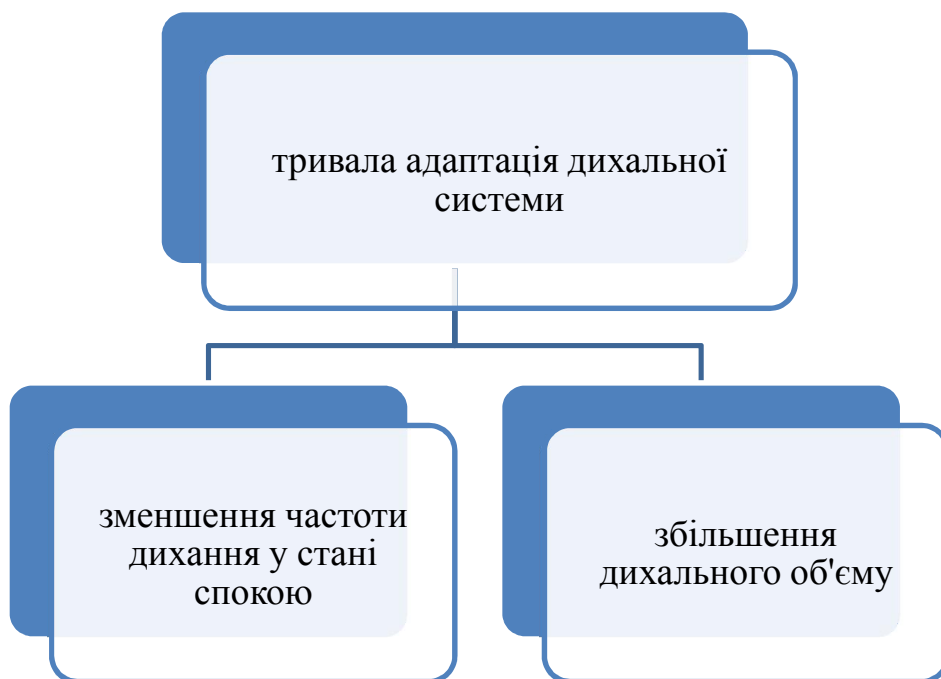 тривала адаптація дихальної
системи
зменшення частоти
дихання у стані
спокою
збільшення
дихального об'єму